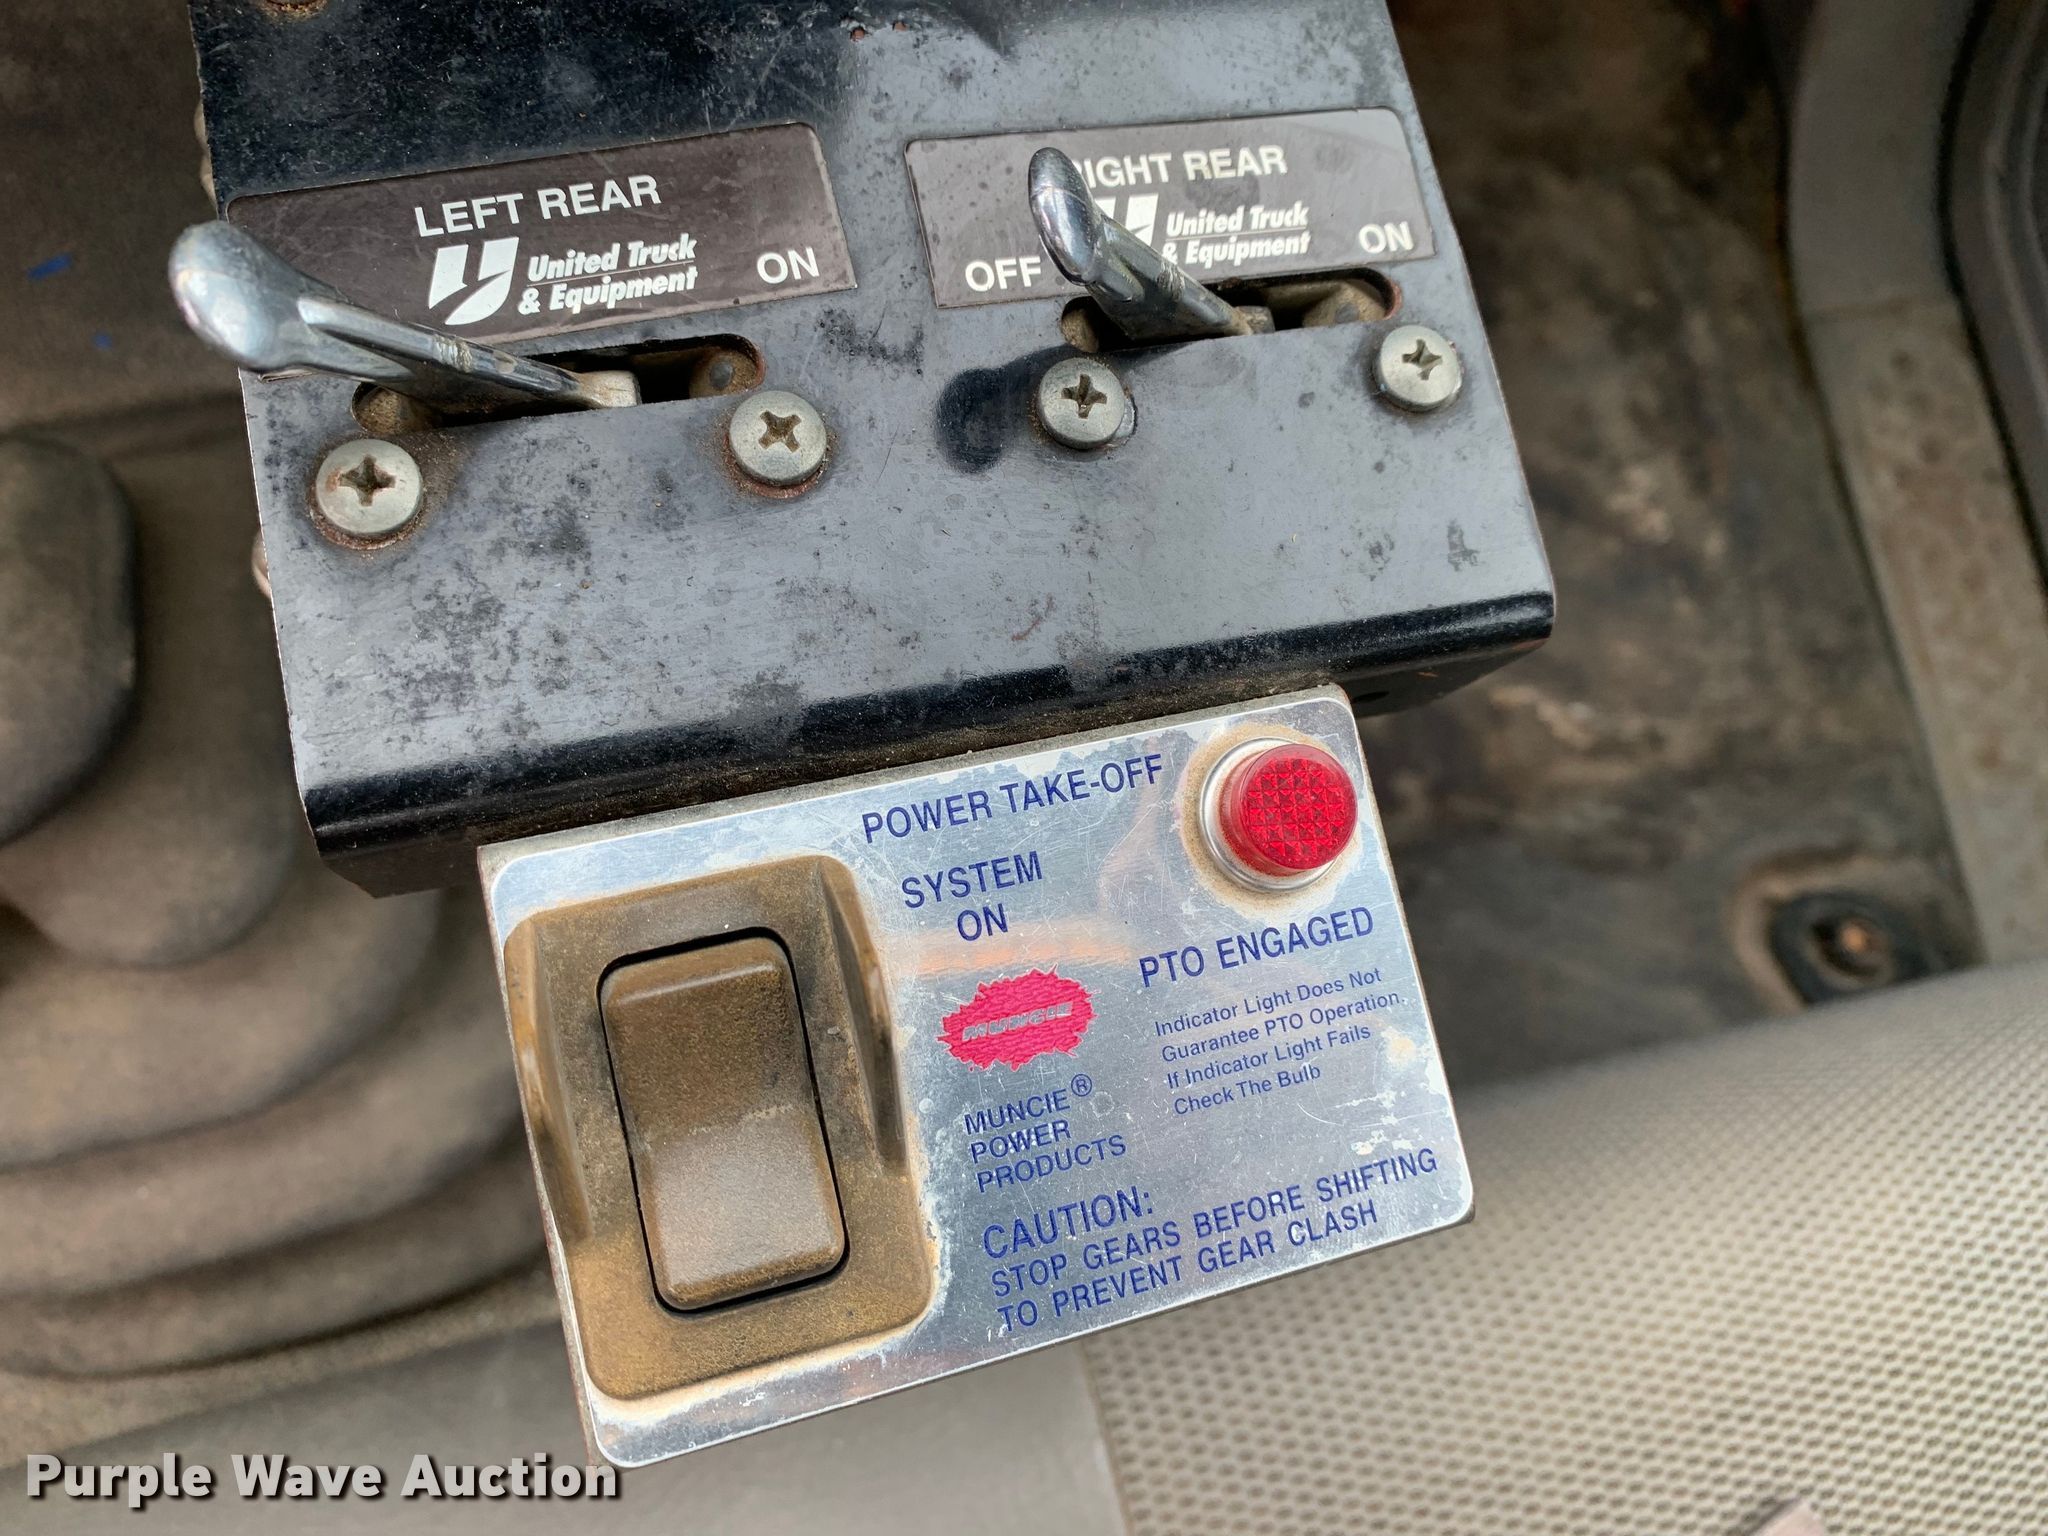 LEFT REAR
United Truck
& Equipment
ON
RIGHT REAR
OFF
United Truck
& Equipment
ON
POWER TAKE-OFF
SYSTEM
ON
PTO ENGAGED
Indicator Light Does Not
Guarantee PTO Operation.
If Indicator Light Fails
Check The Bulb
MUNCIE
MUNCIE®
POWER
PRODUCTS
CAUTION:
STOP GEARS BEFORE SHIFTING
TO PREVENT GEAR CLASH
Purple Wave Auction